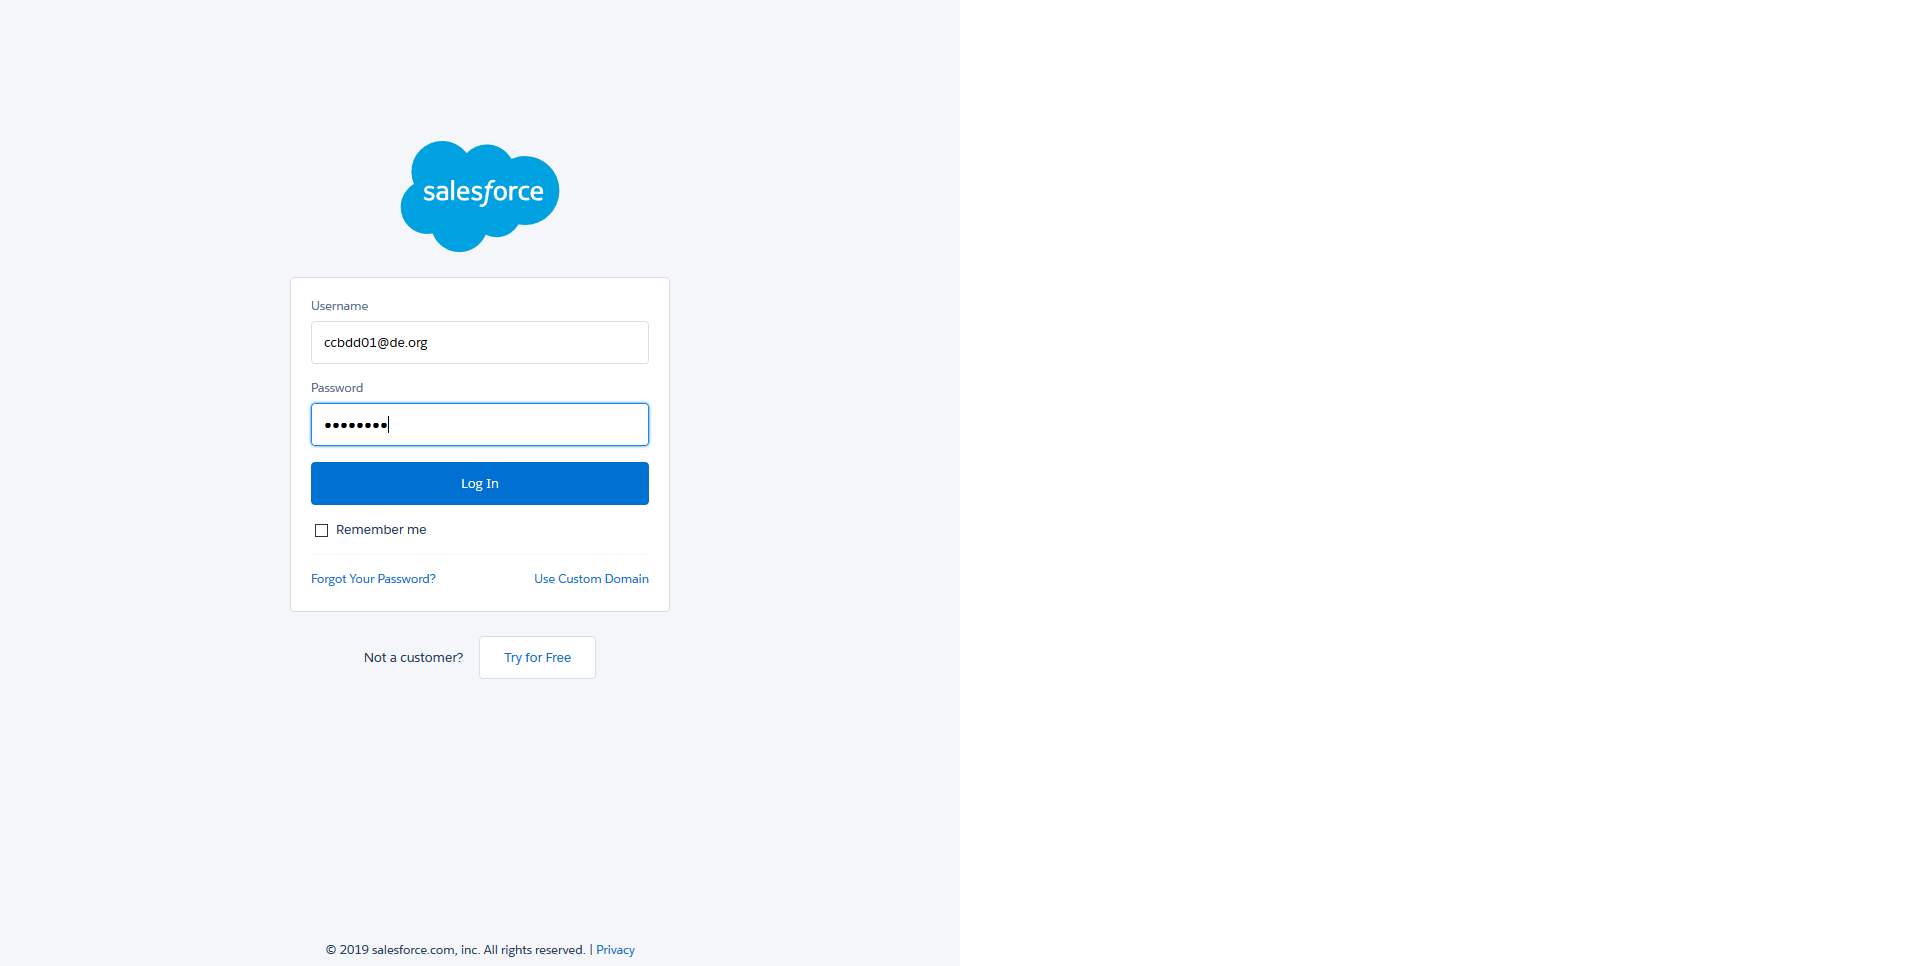 salesforce
Username
ccbdd01@de.org
Password
••••••••
Log In
Remember me
Forgot Your Password? Use Custom Domain
Not a customer? Try for Free
© 2019 salesforce.com, inc. All rights reserved. | Privacy